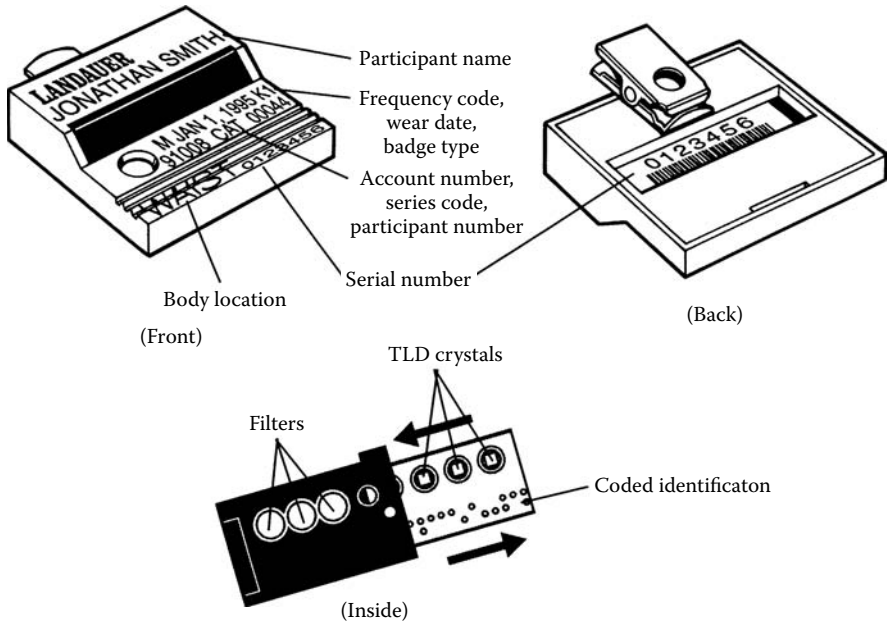 LANDAUER
JONATHAN SMITH
M JAN 1 1995 K1
91008 CAT 00044
WAIST 0123456
Participant name
Frequency code,
wear date,
badge type
Account number,
series code,
participant number
Serial number
Body location
(Front)
0123456
(Back)
TLD crystals
Filters
Coded identificaton
(Inside)